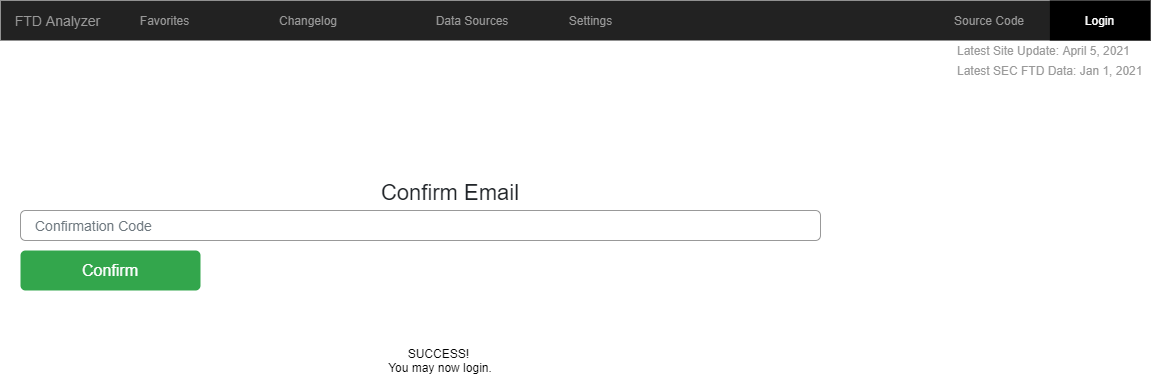 FTD Analyzer Favorites Changelog Data Sources Settings Source Code Login
Latest Site Update: April 5, 2021
Latest SEC FTD Data: Jan 1, 2021
Confirm Email
Confirmation Code
Confirm
SUCCESS!
You may now login.